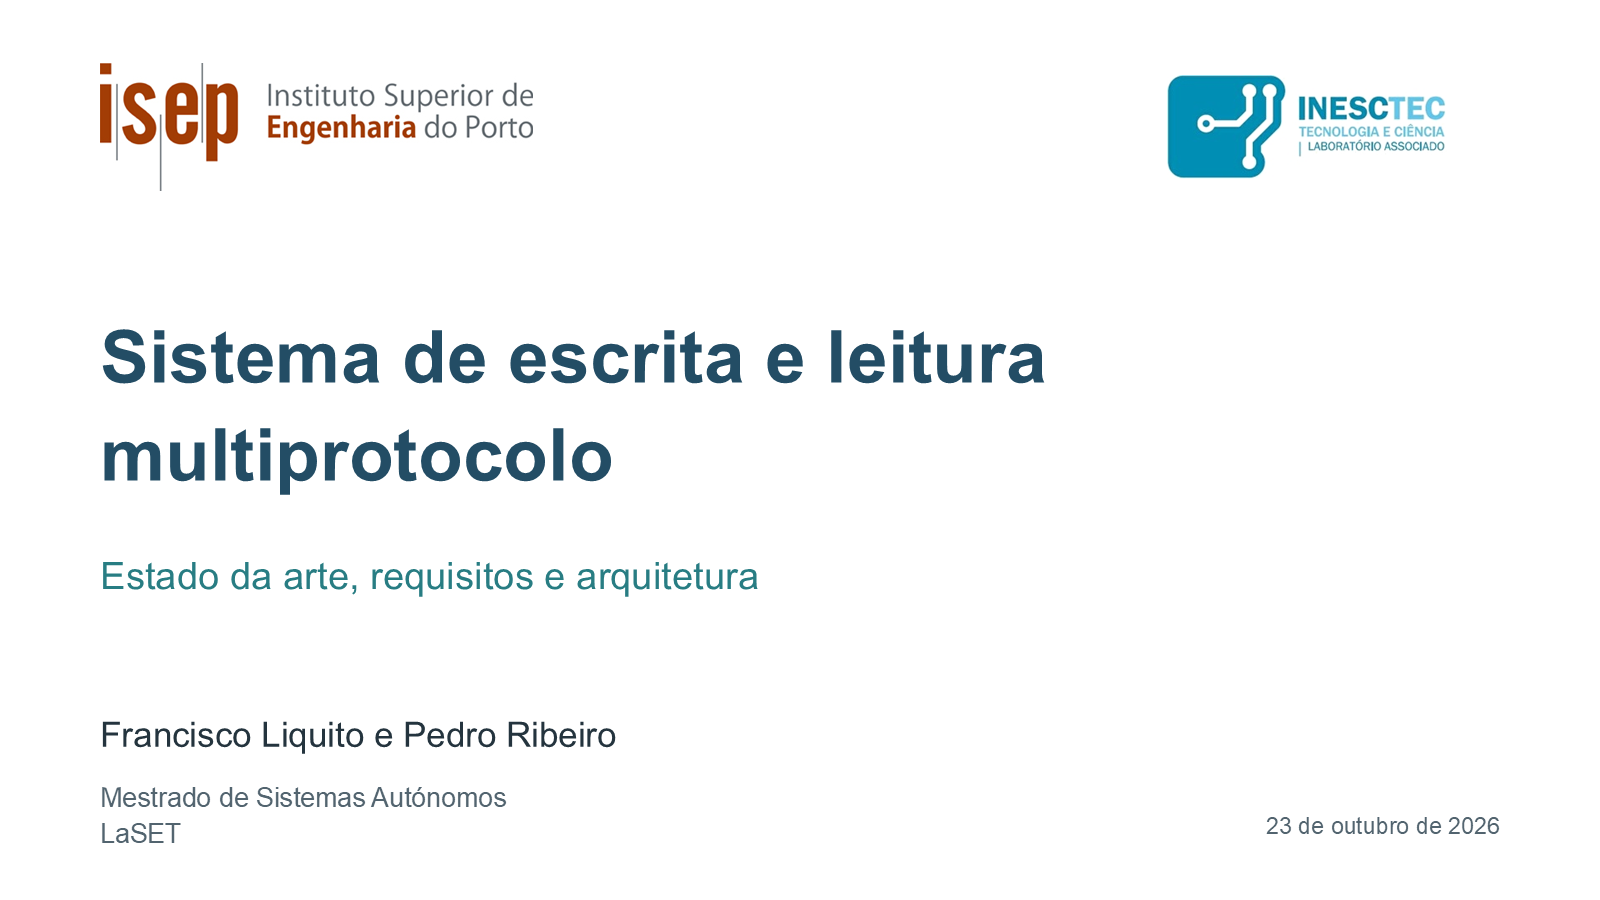 isep
Instituto Superior de
Engenharia do Porto
INESCTEC
TECNOLOGIA E CIÊNCIA
| LABORATÓRIO ASSOCIADO
Sistema de escrita e leitura
multiprotocolo
Estado da arte, requisitos e arquitetura
Francisco Liquito e Pedro Ribeiro
Mestrado de Sistemas Autónomos
LaSET
23 de outubro de 2026